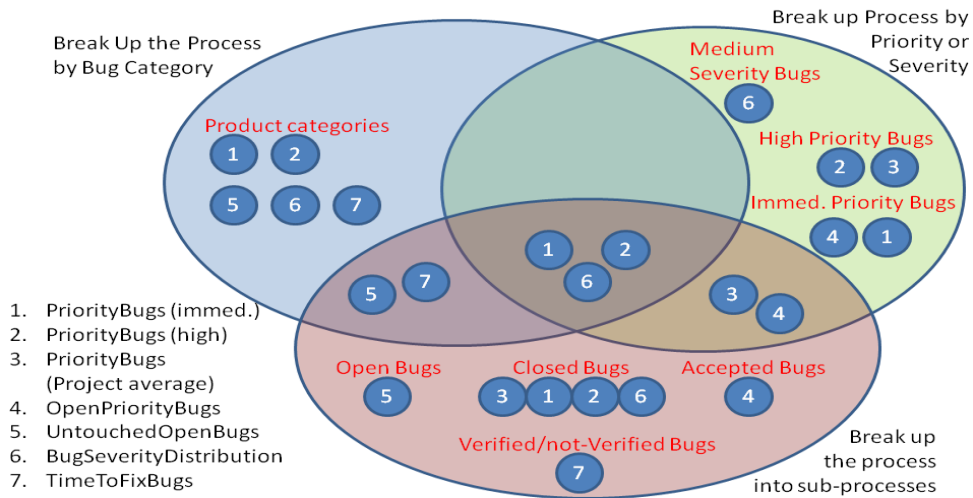 Break Up the Process
by Bug Category
Break up Process by
Priority or
Severity
Medium
Severity Bugs
6
Product categories
1 2
5 6 7
High Priority Bugs
2 3
Immed. Priority Bugs
4 1
1 2
6
5 7
3
4
1. PriorityBugs (immed.)
2. PriorityBugs (high)
3. PriorityBugs
(Project average)
4. OpenPriorityBugs
5. UntouchedOpenBugs
6. BugSeverityDistribution
7. TimeToFixBugs
Open Bugs
5
Closed Bugs
3 1 2 6
Accepted Bugs
4
Verified/not-Verified Bugs
7
Break up
the process
into sub-processes